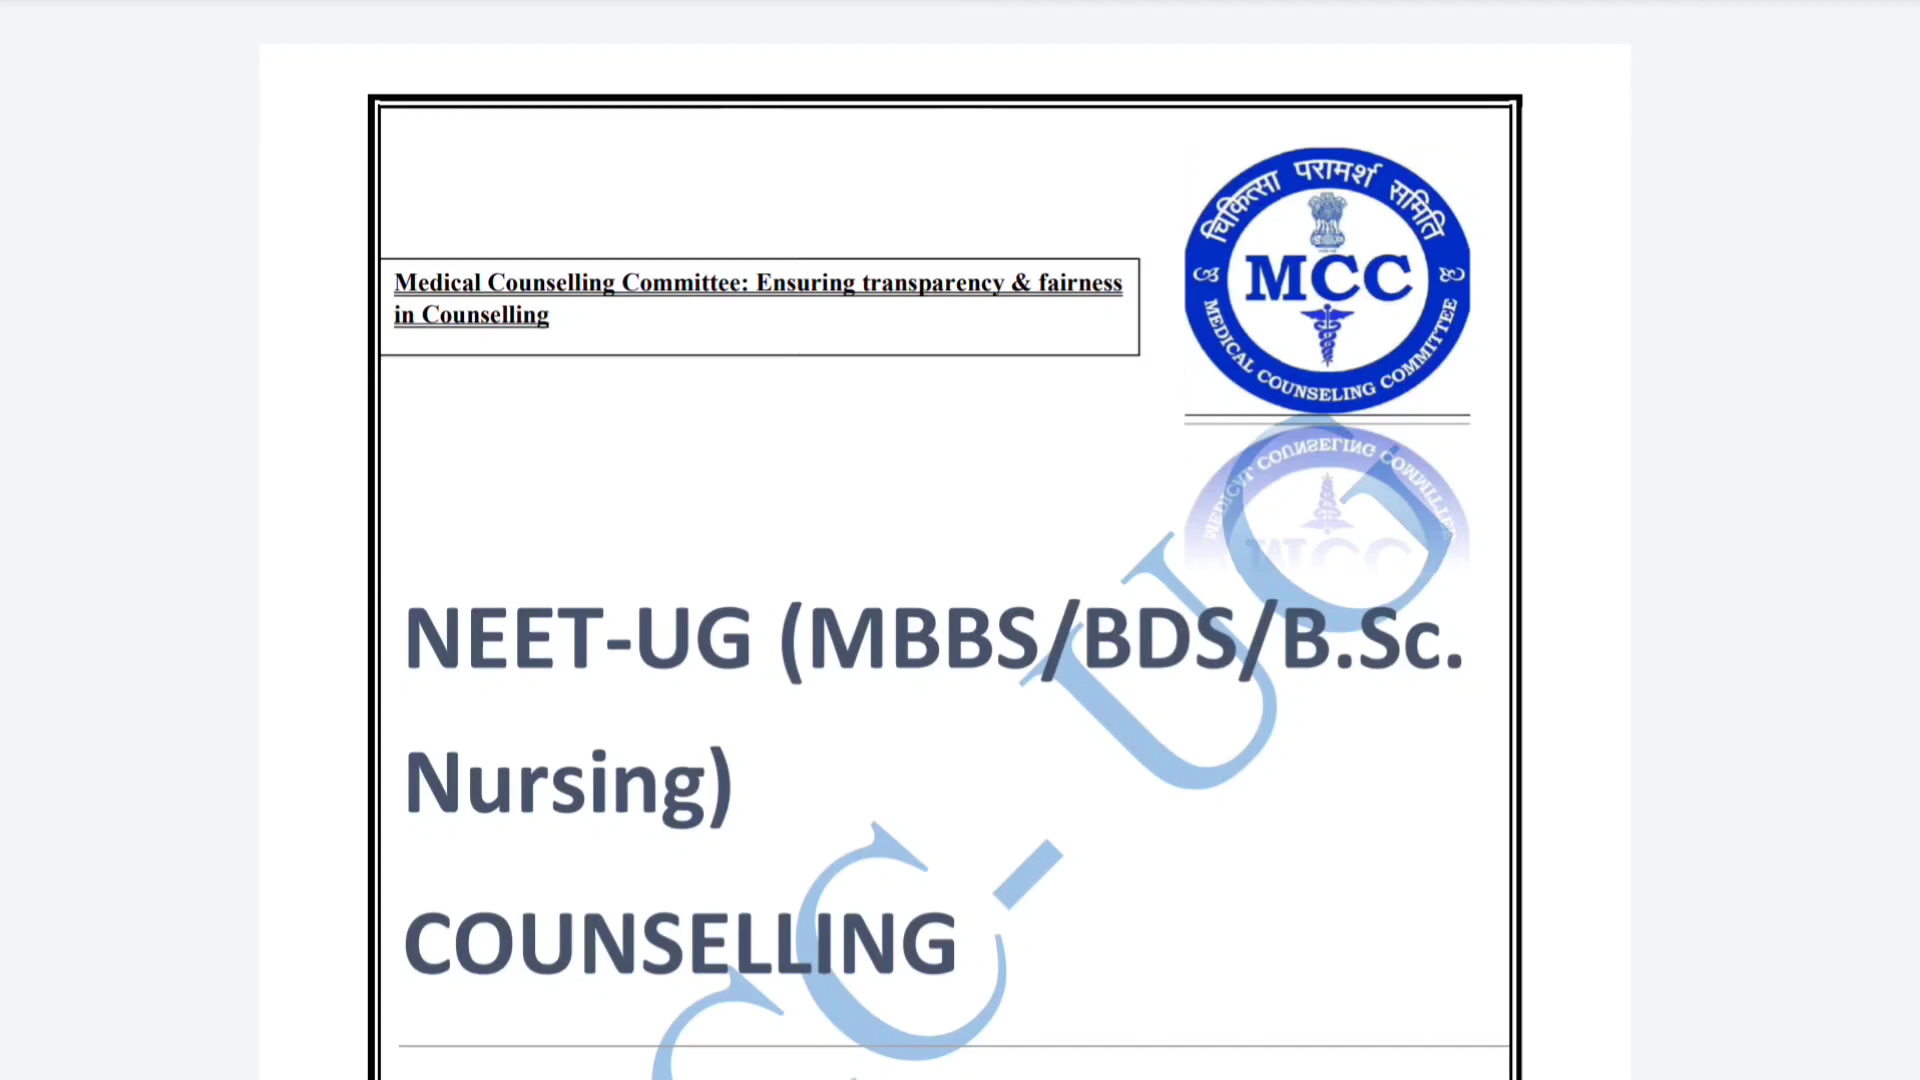 चिकित्सा परामर्श समिति
MCC
MEDICAL COUNSELING COMMITTEE
Medical Counselling Committee: Ensuring transparency & fairness
in Counselling
NEET-UG (MBBS/BDS/B.Sc.
Nursing)
COUNSELLING
CC-UG